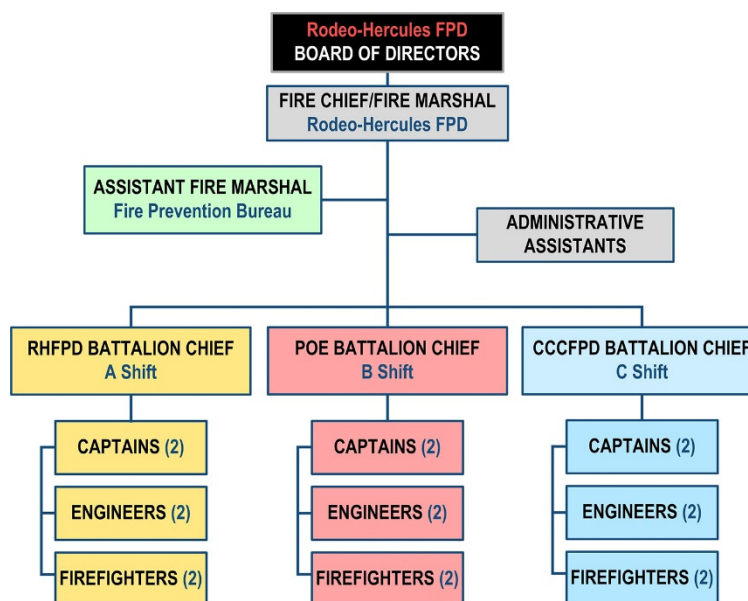 Rodeo-Hercules FPD
BOARD OF DIRECTORS
FIRE CHIEF/FIRE MARSHAL
Rodeo-Hercules FPD
ASSISTANT FIRE MARSHAL
Fire Prevention Bureau
ADMINISTRATIVE
ASSISTANTS
RHFPD BATTALION CHIEF
A Shift
POE BATTALION CHIEF
B Shift
CCCFPD BATTALION CHIEF
C Shift
CAPTAINS (2)
CAPTAINS (2)
CAPTAINS (2)
ENGINEERS (2)
ENGINEERS (2)
ENGINEERS (2)
FIREFIGHTERS (2)
FIREFIGHTERS (2)
FIREFIGHTERS (2)